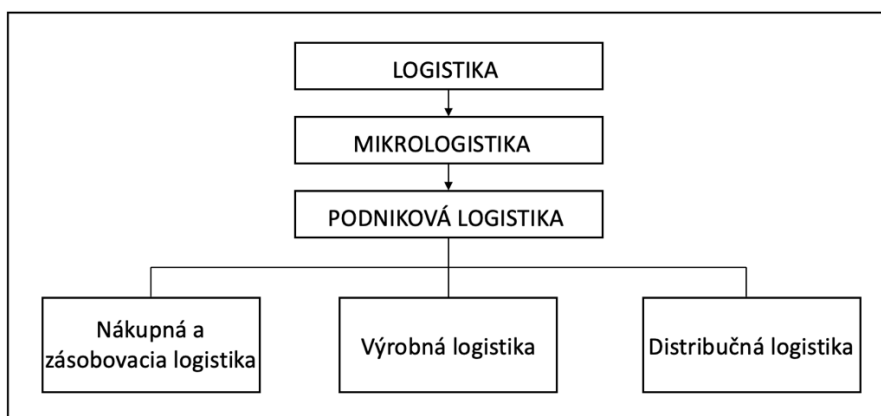 LOGISTIKA
MIKROLOGISTIKA
PODNIKOVÁ LOGISTIKA
Nákupná a
zásobovacia logistika
Výrobná logistika
Distribučná logistika